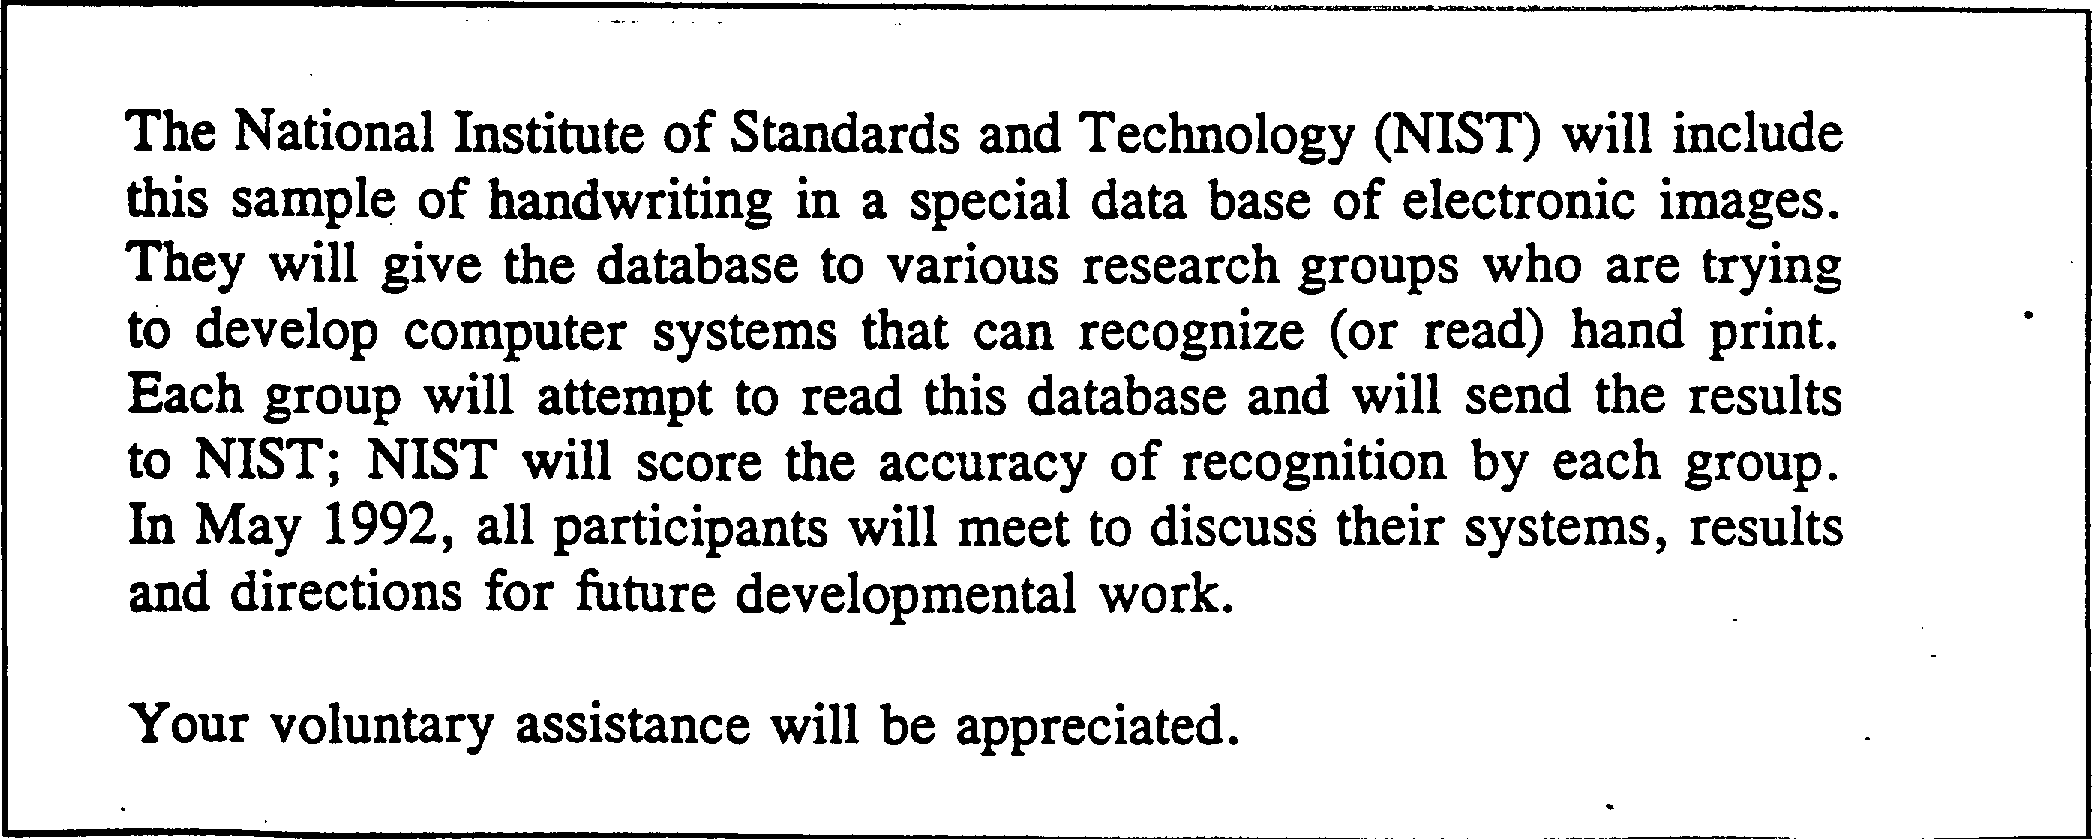 The National Institute of Standards and Technology (NIST) will include
this sample of handwriting in a special data base of electronic images.
They will give the database to various research groups who are trying
to develop computer systems that can recognize (or read) hand print.
Each group will attempt to read this database and will send the results
to NIST; NIST will score the accuracy of recognition by each group.
In May 1992, all participants will meet to discuss their systems, results
and directions for future developmental work.
Your voluntary assistance will be appreciated.